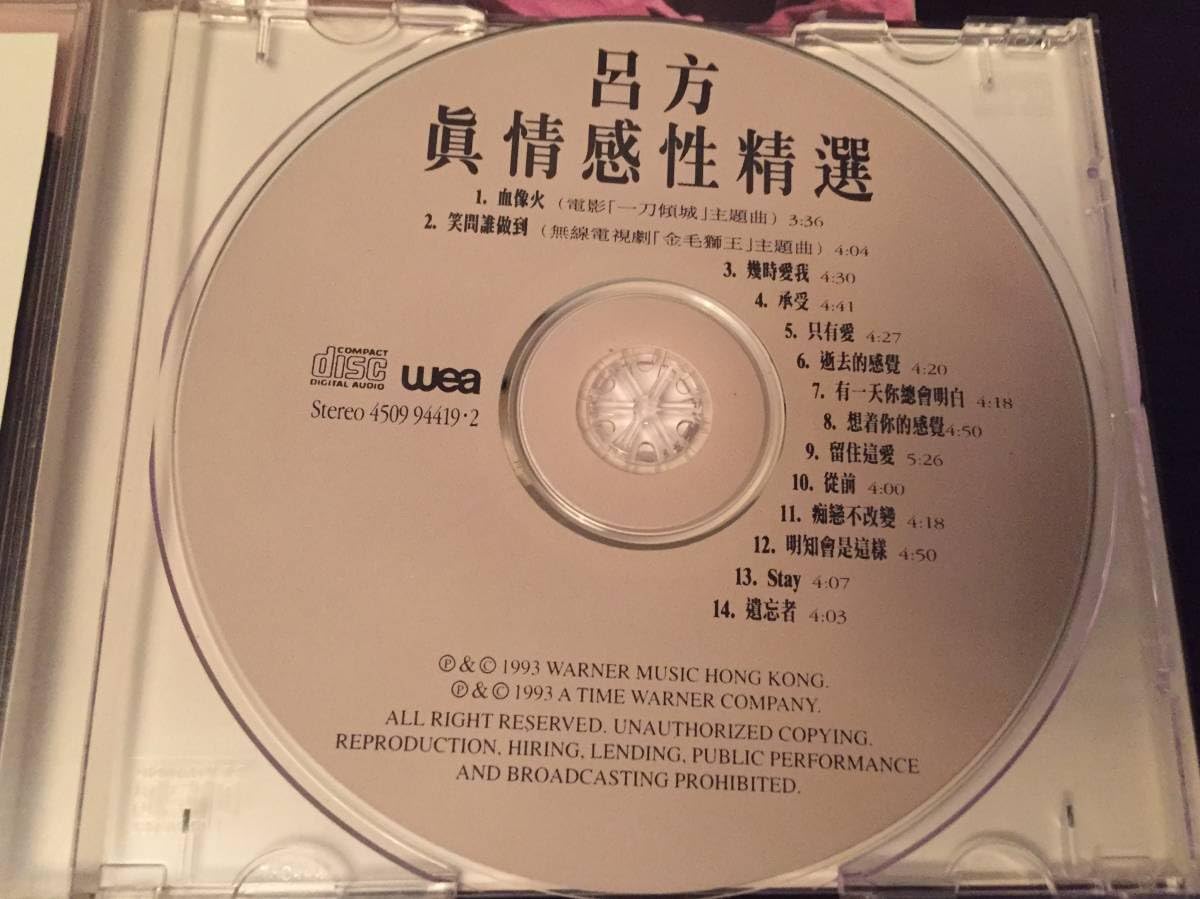 呂方
眞情感性精選
1. 血像火 (電影「一刀傾城」主題曲) 3:36
2. 笑問誰做到 (無線電視劇「金毛獅王」主題曲) 4:04
3. 幾時愛我 4:30
4. 承受 4:41
5. 只有愛 4:27
6. 逝去的感覺 4:20
7. 有一天你總會明白 4:18
8. 想着你的感覺 4:50
9. 留住這愛 5:26
10. 從前 4:00
11. 痴戀不改變 4:18
12. 明知會是這樣 4:50
13. Stay 4:07
14. 遺忘者 4:03
COMPACT
disc
DIGITAL AUDIO
wea
Stereo 4509 94419·2
Ⓟ & © 1993 WARNER MUSIC HONG KONG.
Ⓟ & © 1993 A TIME WARNER COMPANY.
ALL RIGHT RESERVED. UNAUTHORIZED COPYING.
REPRODUCTION, HIRING, LENDING, PUBLIC PERFORMANCE
AND BROADCASTING PROHIBITED.